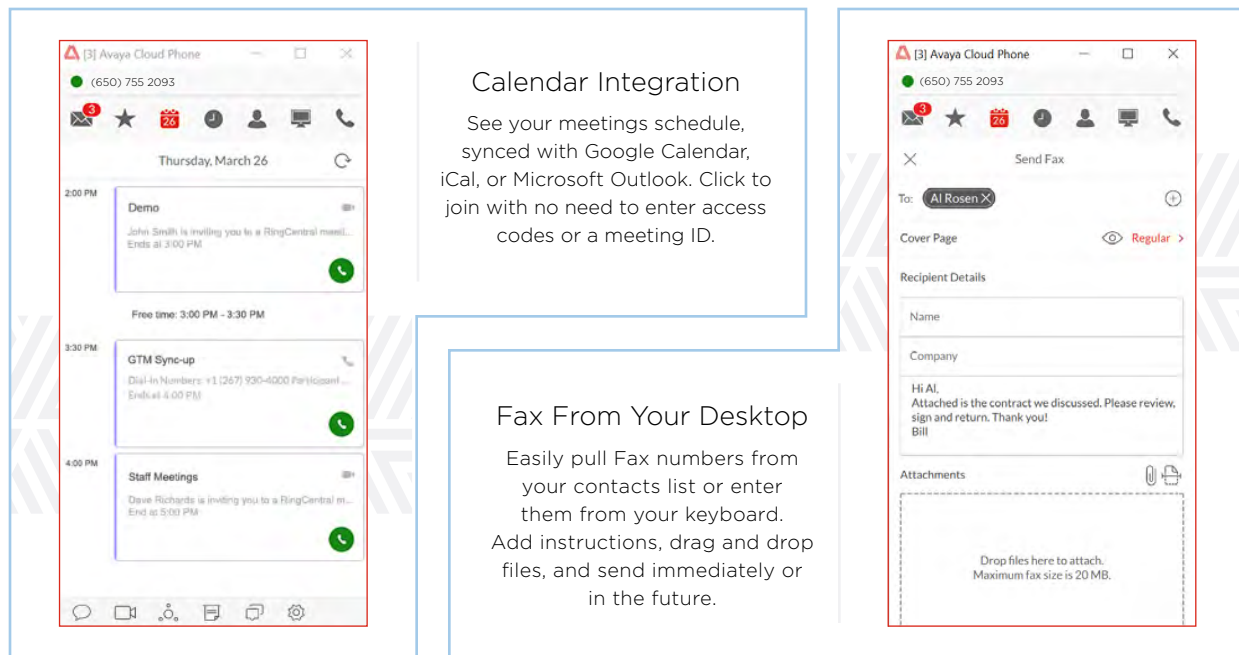 [3] Avaya Cloud Phone
(650) 755 2093
3
26
Thursday, March 26
2:00 PM
Demo
John Smith is inviting you to a RingCentral meeti...
Ends at 3:00 PM
Free time: 3:00 PM - 3:30 PM
3:30 PM
GTM Sync-up
Dial-in Numbers: +1 (267) 930-4000 Participant ...
Ends at 4:00 PM
4:00 PM
Staff Meetings
Dave Richards is inviting you to a RingCentral m...
End at 5:00 PM
Calendar Integration
See your meetings schedule,
synced with Google Calendar,
iCal, or Microsoft Outlook. Click to
join with no need to enter access
codes or a meeting ID.
Fax From Your Desktop
Easily pull Fax numbers from
your contacts list or enter
them from your keyboard.
Add instructions, drag and drop
files, and send immediately or
in the future.
[3] Avaya Cloud Phone
(650) 755 2093
3
26
Send Fax
To: Al Rosen
Cover Page Regular >
Recipient Details
Name
Company
Hi Al,
Attached is the contract we discussed. Please review,
sign and return. Thank you!
Bill
Attachments
Drop files here to attach.
Maximum fax size is 20 MB.